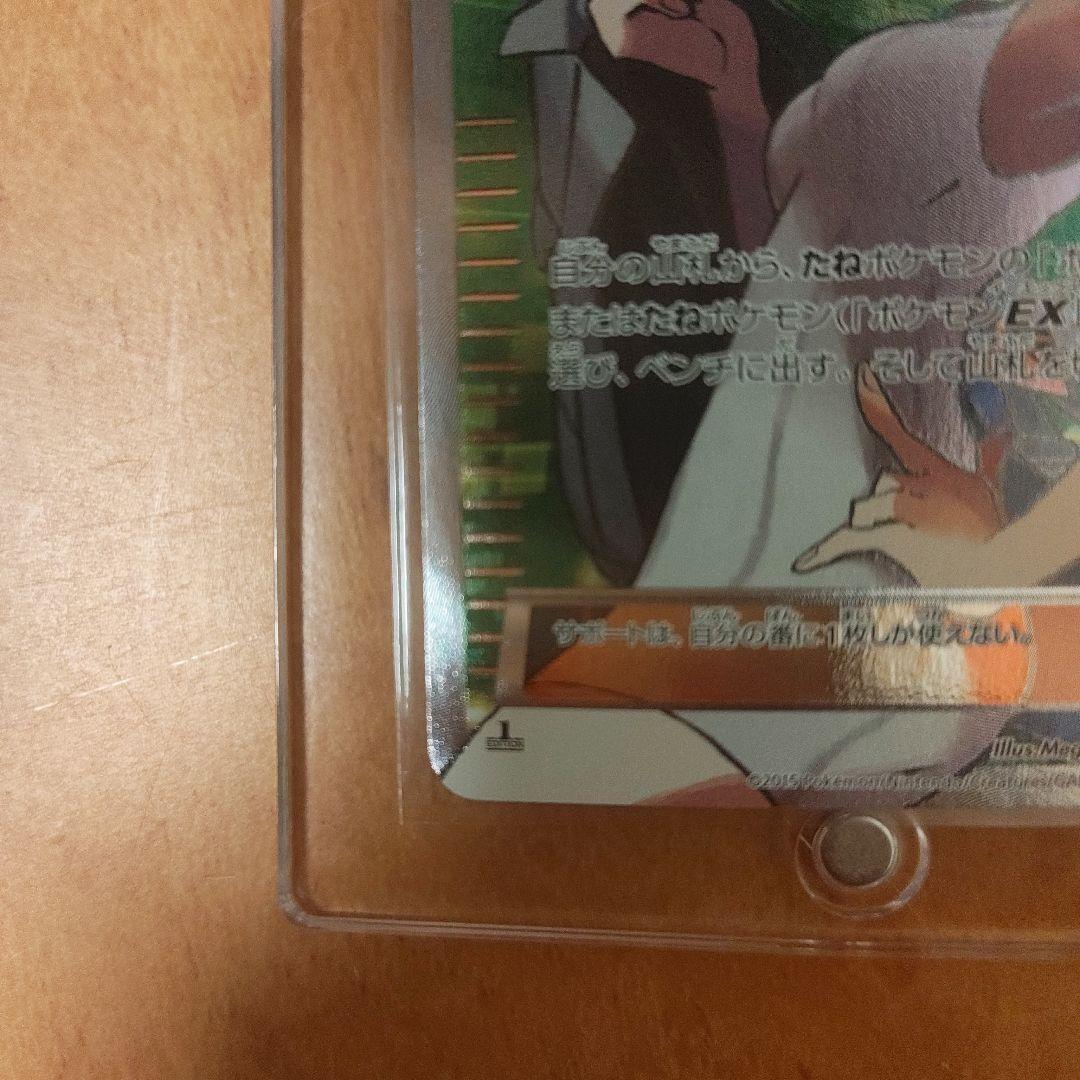 自分の山札から、たねポケモンの「ポ
またはたねポケモン(「ポケモンEX」
選び、ベンチに出す。そして山札を
サポートは、自分の番に1枚しか使えない。
1
EDITION
Illus.Meg
©2015 Pokémon/Nintendo/Creatures/GA